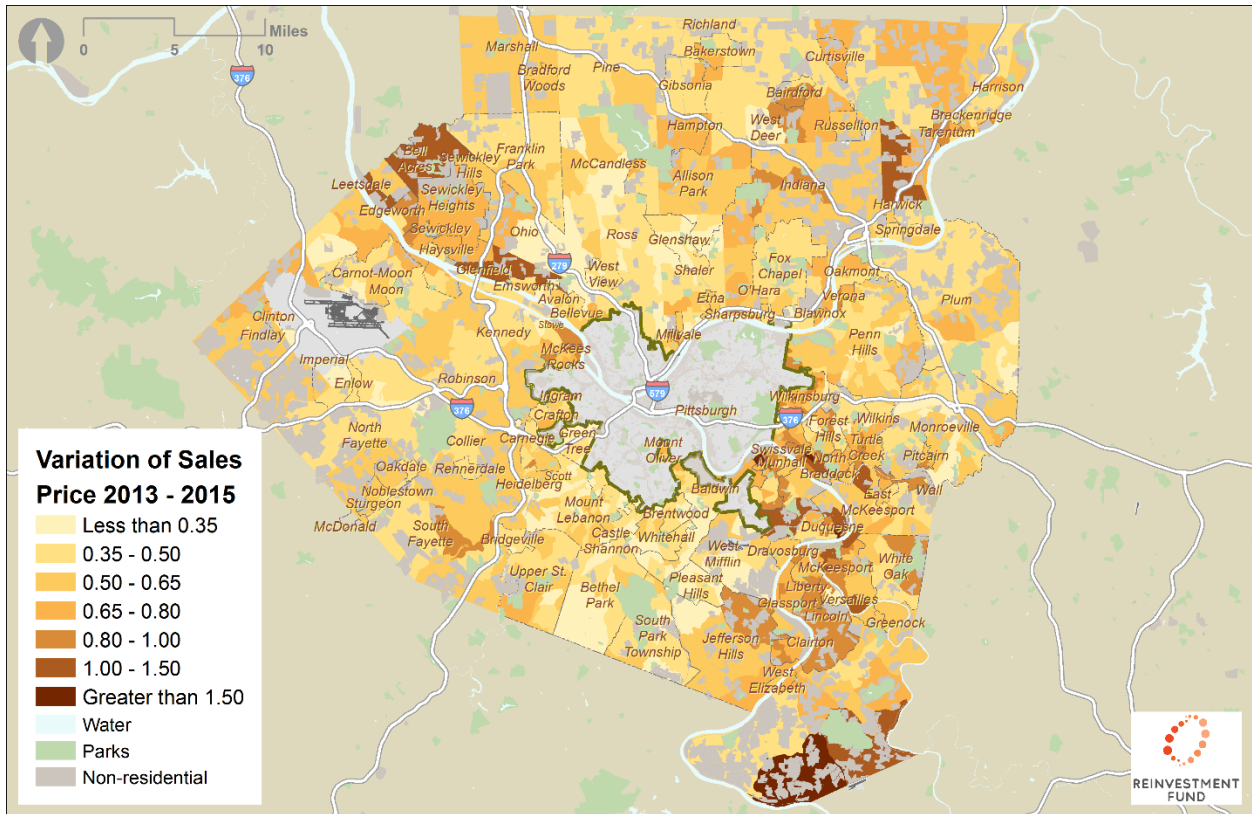 Miles
0 5 10
376
Richland
Marshall
Bakerstown
Curtisville
Bradford
Woods
Pine
Gibsonia
Harrison
Bairdford
Brackenridge
Tarentum
Hampton
West
Deer
Russellton
Bell
Acres
Sewickley
Hills
Franklin
Park
McCandless
Allison
Park
Indiana
Leetsdale
Edgeworth
Sewickley
Heights
Harwick
Springdale
Sewickley
Haysville
Ohio
Ross
Glenshaw
Glenfield
279
West
View
Shaler
Fox
Chapel
Oakmont
Carnot-Moon
Moon
Emsworth
Avalon
Bellevue
Etna
Sharpsburg
O'Hara
Verona
Blawnox
Plum
Clinton
Findlay
Kennedy
Stowe
McKees
Rocks
Millvale
Penn
Hills
Imperial
Enlow
Robinson
376
Ingram
Crafton
579
Pittsburgh
Wilkinsburg
376
Forest
Hills
Wilkins
Monroeville
North
Fayette
Collier
Carnegie
Green
Tree
Mount
Oliver
Swissvale
Munhall
North
Braddock
Turtle
Creek
Pitcairn
Oakdale
Rennerdale
Heidelberg
Scott
Baldwin
East
McKeesport
Wall
Noblestown
Sturgeon
McDonald
South
Fayette
Bridgeville
Mount
Lebanon
Castle
Shannon
Brentwood
Whitehall
West
Mifflin
Duquesne
Dravosburg
McKeesport
White
Oak
Upper St.
Clair
Bethel
Park
Pleasant
Hills
Liberty
Glassport
Versailles
Lincoln
Greenock
South
Park
Township
Jefferson
Hills
Clairton
West
Elizabeth
Variation of Sales
Price 2013 - 2015
Less than 0.35
0.35 - 0.50
0.50 - 0.65
0.65 - 0.80
0.80 - 1.00
1.00 - 1.50
Greater than 1.50
Water
Parks
Non-residential
REINVESTMENT
FUND